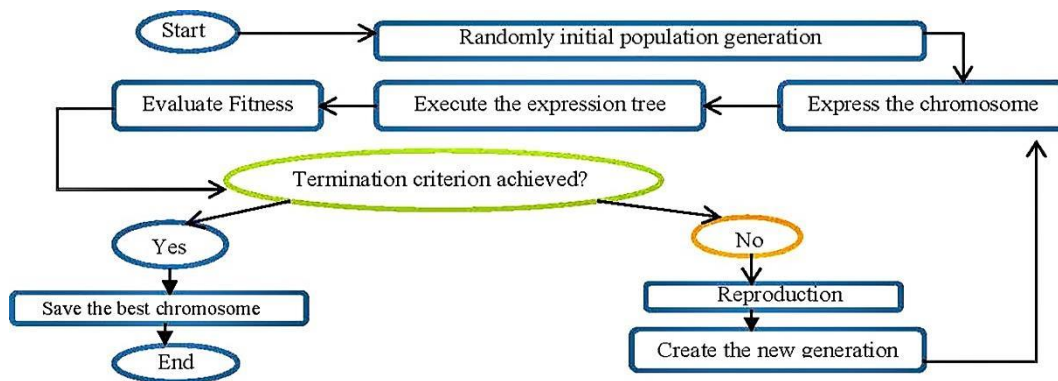 Start
Randomly initial population generation
Evaluate Fitness
Execute the expression tree
Express the chromosome
Termination criterion achieved?
Yes
No
Save the best chromosome
Reproduction
End
Create the new generation